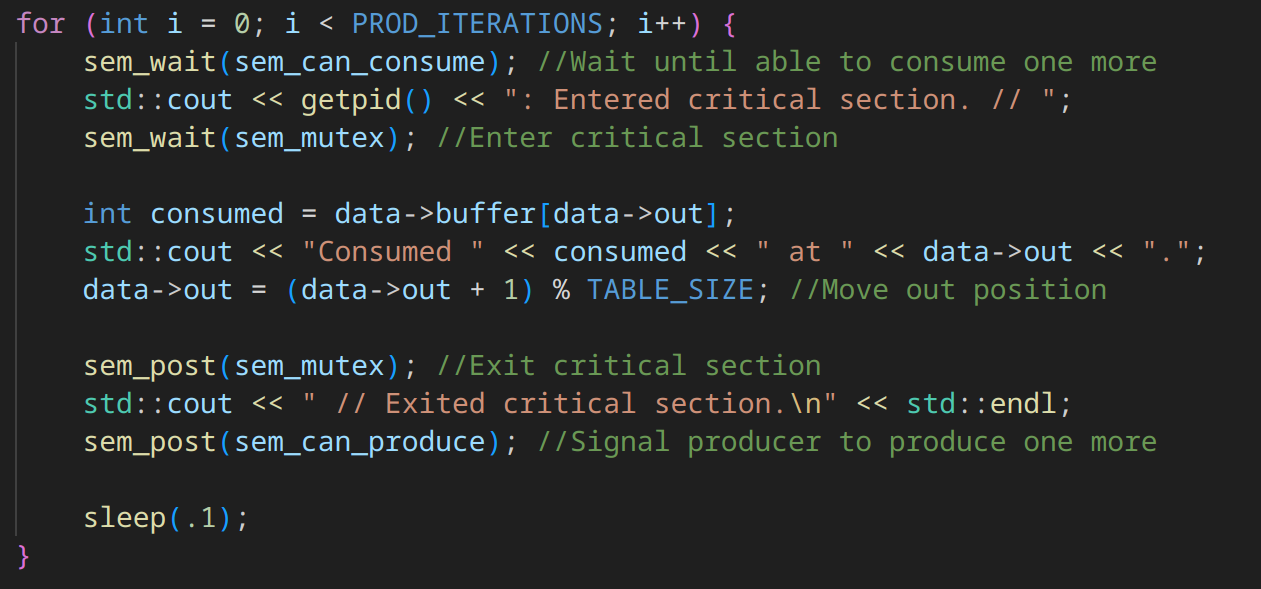 for (int i = 0; i < PROD_ITERATIONS; i++) {
    sem_wait(sem_can_consume); //Wait until able to consume one more
    std::cout << getpid() << ": Entered critical section. // ";
    sem_wait(sem_mutex); //Enter critical section

    int consumed = data->buffer[data->out];
    std::cout << "Consumed " << consumed << " at " << data->out << ".";
    data->out = (data->out + 1) % TABLE_SIZE; //Move out position

    sem_post(sem_mutex); //Exit critical section
    std::cout << " // Exited critical section.\n" << std::endl;
    sem_post(sem_can_produce); //Signal producer to produce one more

    sleep(.1);
}